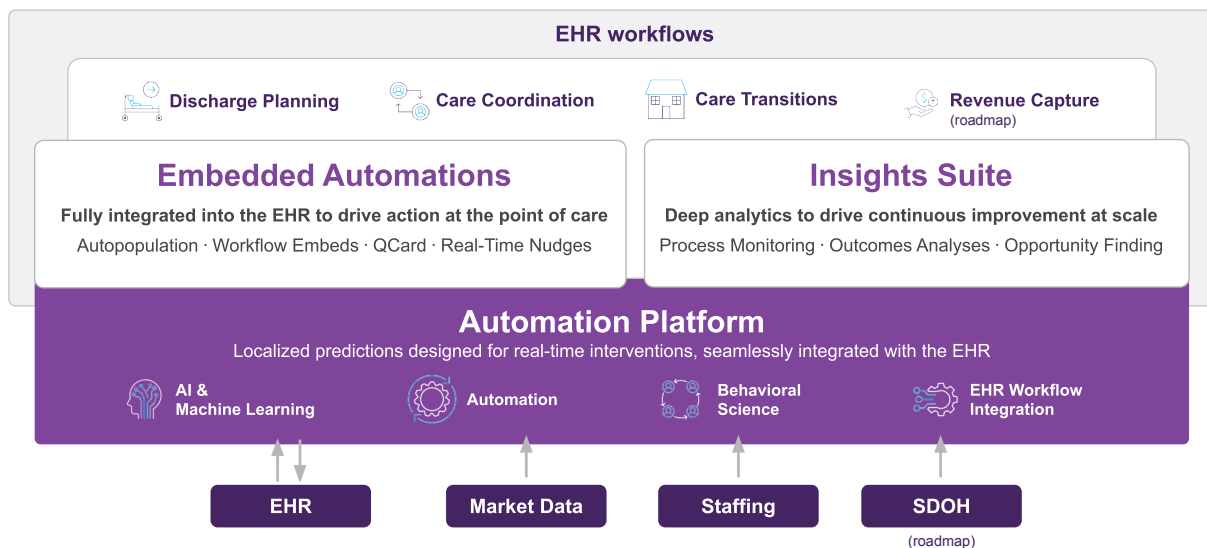 EHR workflows
Discharge Planning
Care Coordination
Care Transitions
Revenue Capture
(roadmap)
Embedded Automations
Fully integrated into the EHR to drive action at the point of care
Autopopulation · Workflow Embeds · QCard · Real-Time Nudges
Insights Suite
Deep analytics to drive continuous improvement at scale
Process Monitoring · Outcomes Analyses · Opportunity Finding
Automation Platform
Localized predictions designed for real-time interventions, seamlessly integrated with the EHR
AI &
Machine Learning
Automation
Behavioral
Science
EHR Workflow
Integration
EHR
Market Data
Staffing
SDOH
(roadmap)